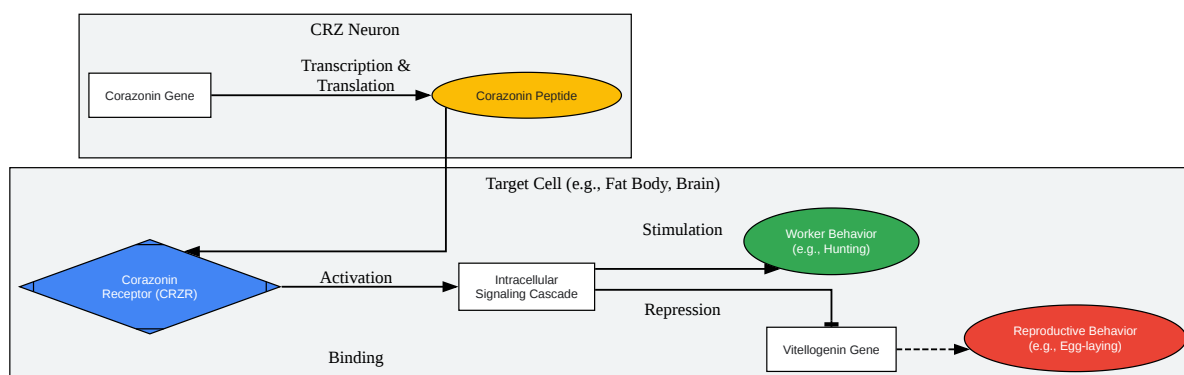 CRZ Neuron
Transcription &
Translation
Corazonin Gene
Corazonin Peptide
Target Cell (e.g., Fat Body, Brain)
Stimulation
Worker Behavior
(e.g., Hunting)
Corazonin
Receptor (CRZR)
Activation
Intracellular
Signaling Cascade
Repression
Vitellogenin Gene
Reproductive Behavior
(e.g., Egg-laying)
Binding